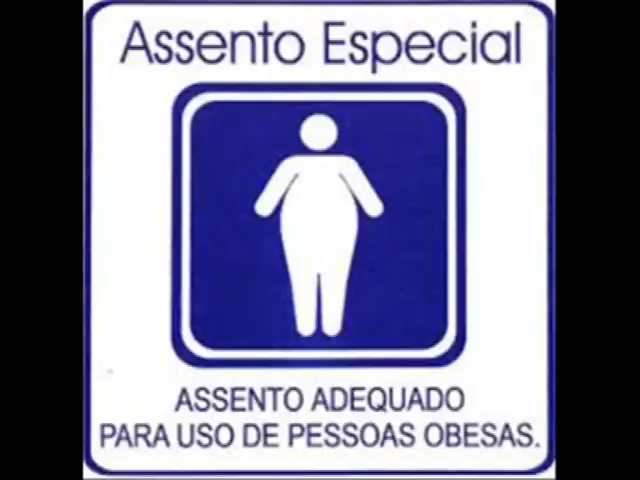 Assento Especial
ASSENTO ADEQUADO
PARA USO DE PESSOAS OBESAS.